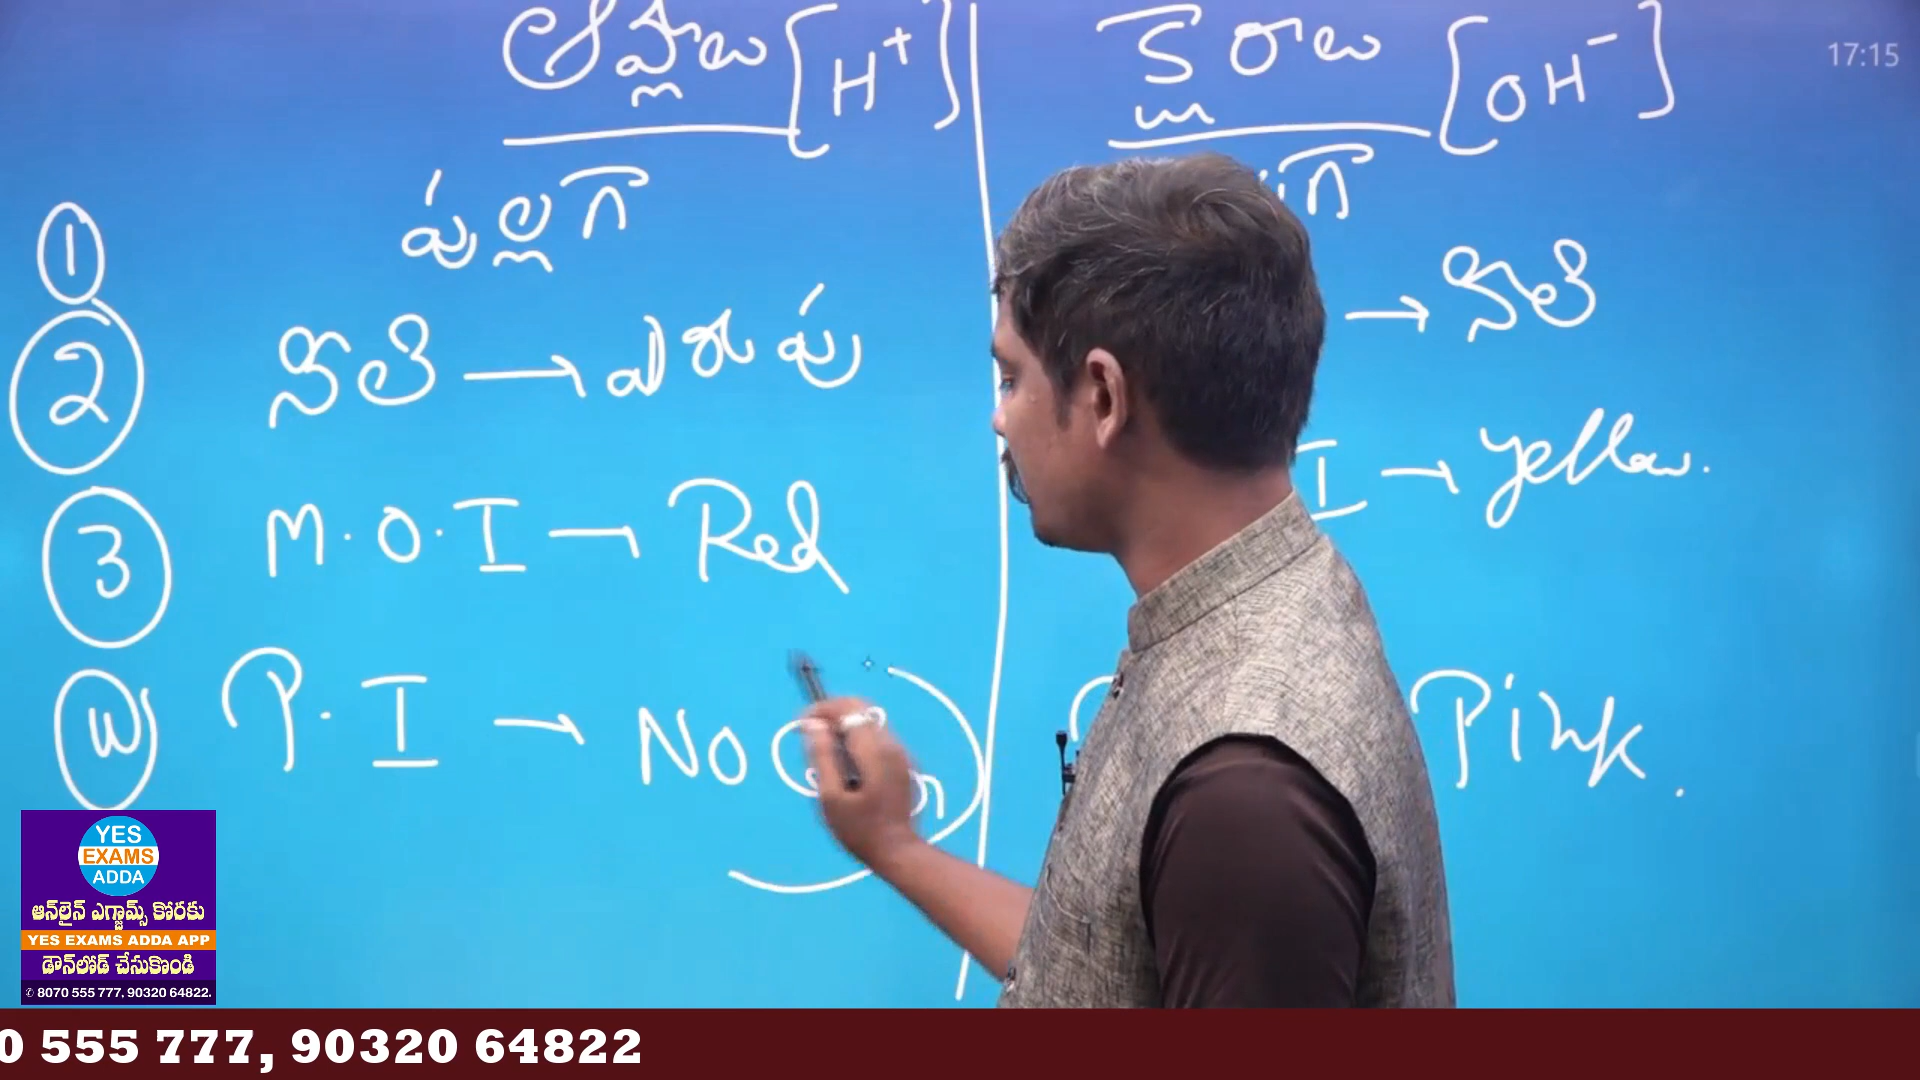 ఆమ్లాలు [H⁺]
క్షారాలు [OH⁻]
17:15
1 పుల్లగా
2 నీలి → ఎరుపు
→ నీలి
3 M.O.I → Red
I → yellow.
4 P.I → No
Pink.
YES
EXAMS
ADDA
ఆన్‌లైన్ ఎగ్జామ్స్ కోరకు
YES EXAMS ADDA APP
డౌన్‌లోడ్ చేసుకొండి
✆ 8070 555 777, 90320 64822.
0 555 777, 90320 64822